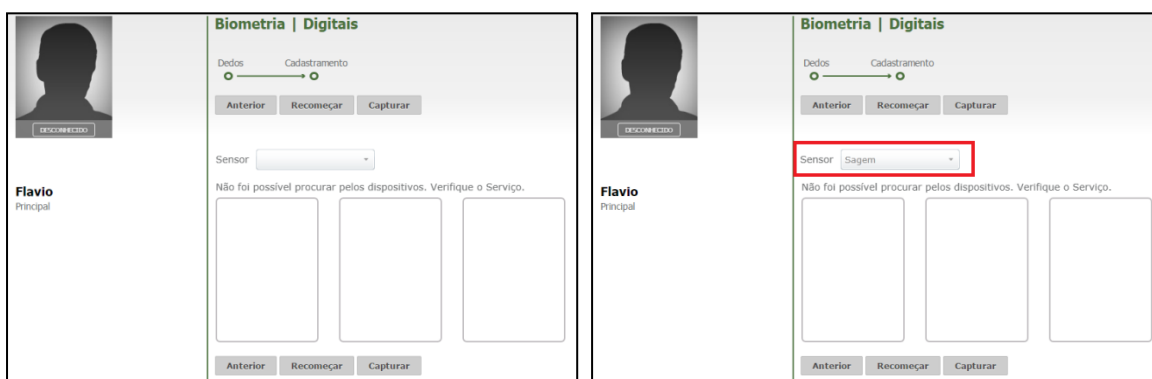 Biometria | Digitais
Dedos Cadastramento
Anterior Recomeçar Capturar
DESCONHECIDO
Sensor
Flavio
Principal
Não foi possível procurar pelos dispositivos. Verifique o Serviço.
Anterior Recomeçar Capturar
Biometria | Digitais
Dedos Cadastramento
Anterior Recomeçar Capturar
DESCONHECIDO
Sensor Sagem
Flavio
Principal
Não foi possível procurar pelos dispositivos. Verifique o Serviço.
Anterior Recomeçar Capturar